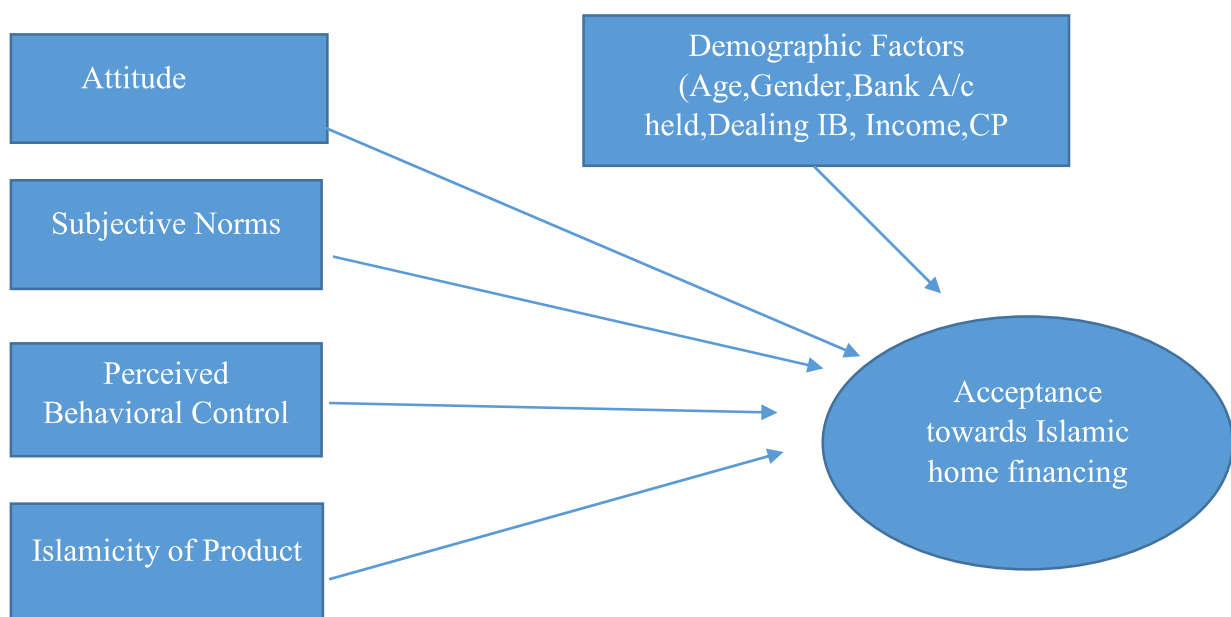 Attitude
Demographic Factors
(Age,Gender,Bank A/c
held,Dealing IB, Income,CP
Subjective Norms
Perceived
Behavioral Control
Islamicity of Product
Acceptance
towards Islamic
home financing